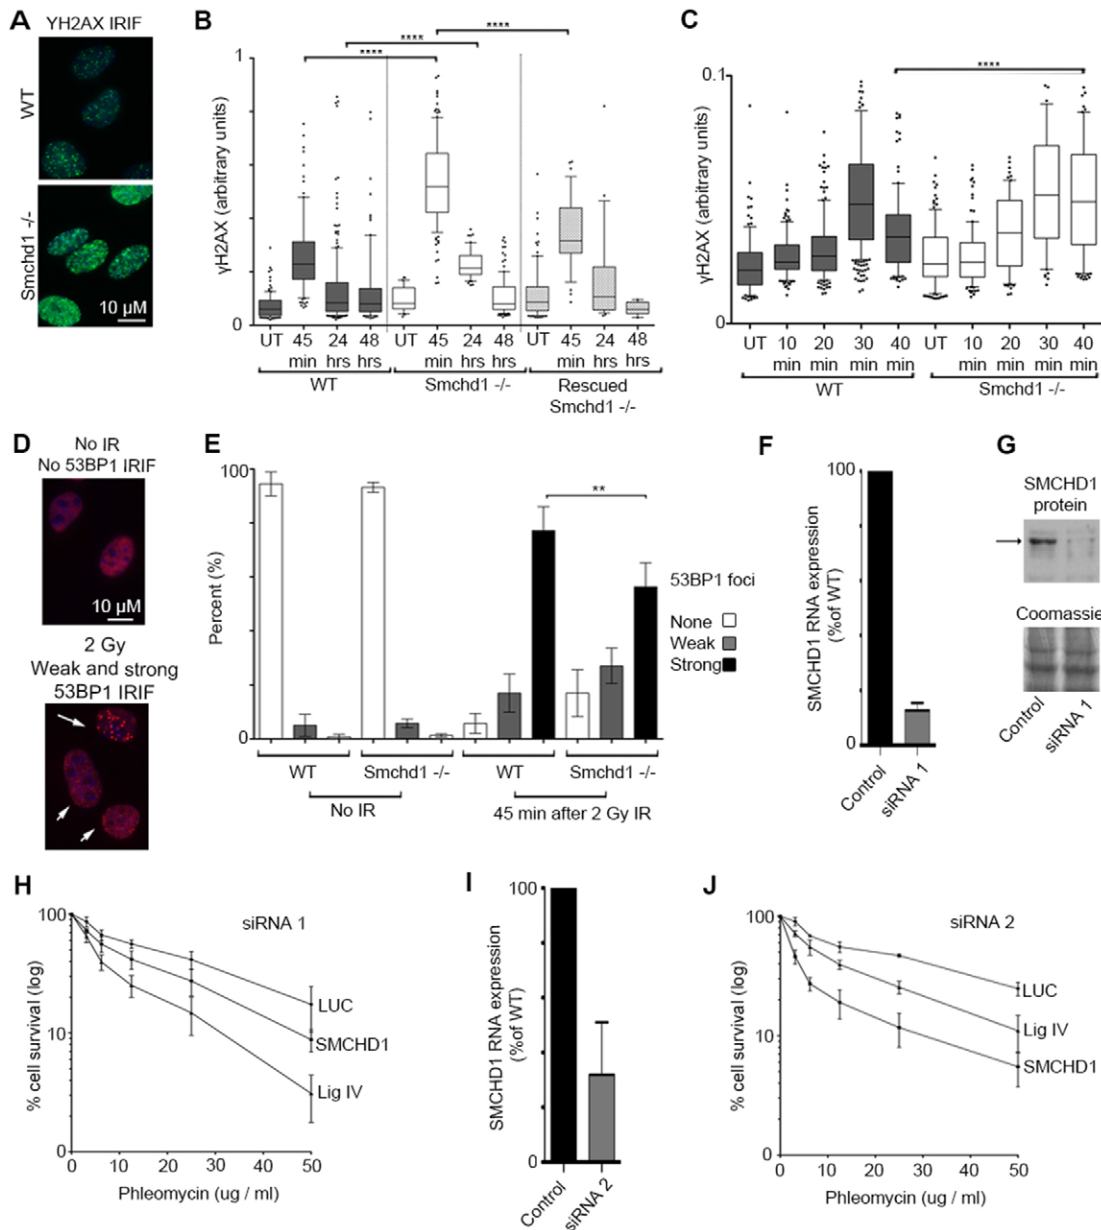 A
YH2AX IRIF
WT
Smchd1 -/-
10 µM
B
****
****
****
γH2AX (arbitrary units)
1
0
UT 45 24 48 UT 45 24 48 UT 45 24 48
min hrs hrs min hrs hrs min hrs hrs
WT Smchd1 -/- Rescued
Smchd1 -/-
C
****
γH2AX (arbitrary units)
0.1
0
UT 10 20 30 40 UT 10 20 30 40
min min min min min min min min
WT Smchd1 -/-
D
No IR
No 53BP1 IRIF
10 µM
2 Gy
Weak and strong
53BP1 IRIF
E
**
Percent (%)
100
0
53BP1 foci
None
Weak
Strong
WT Smchd1 -/- WT Smchd1 -/-
No IR 45 min after 2 Gy IR
F
SMCHD1 RNA expression
(%of WT)
100
0
Control
siRNA 1
G
SMCHD1
protein
Coomassie
Control
siRNA 1
H
siRNA 1
% cell survival (log)
100
10
0
LUC
SMCHD1
Lig IV
0 10 20 30 40 50
Phleomycin (ug / ml)
I
SMCHD1 RNA expression
(%of WT)
100
0
Control
siRNA 2
J
siRNA 2
% cell survival (log)
100
10
0
LUC
Lig IV
SMCHD1
0 10 20 30 40 50
Phleomycin (ug / ml)